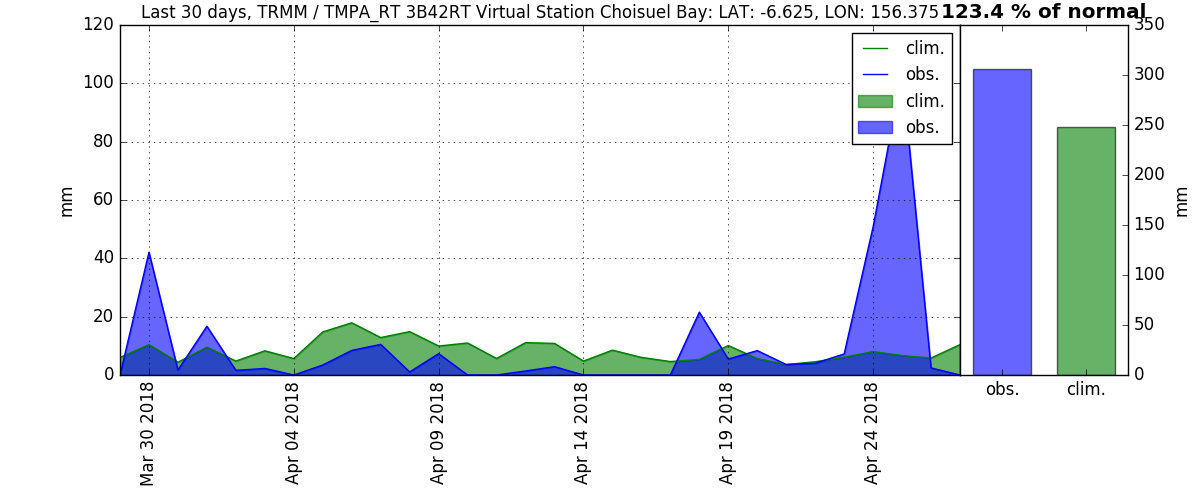 Last 30 days, TRMM / TMPA_RT 3B42RT Virtual Station Choisuel Bay: LAT: -6.625, LON: 156.375
123.4 % of normal
120
100
80
60
40
20
0
mm
clim.
obs.
clim.
obs.
Mar 30 2018
Apr 04 2018
Apr 09 2018
Apr 14 2018
Apr 19 2018
Apr 24 2018
350
300
250
200
150
100
50
0
mm
obs.
clim.